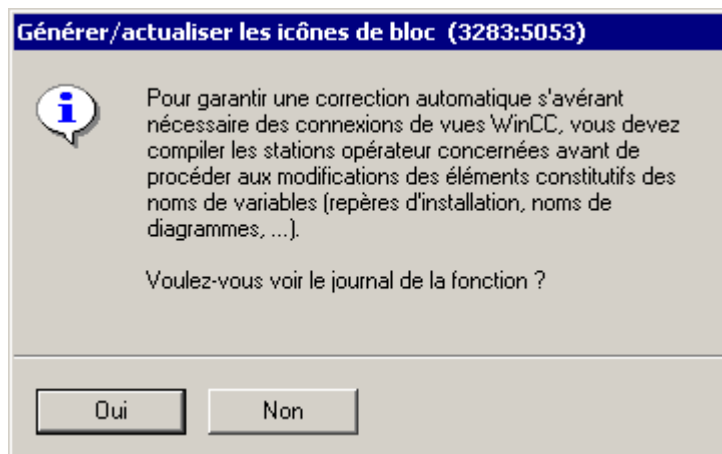 Générer/actualiser les icônes de bloc (3283:5053)
Pour garantir une correction automatique s'avérant
nécessaire des connexions de vues WinCC, vous devez
compiler les stations opérateur concernées avant de
procéder aux modifications des éléments constitutifs des
noms de variables (repères d'installation, noms de
diagrammes, ...).
Voulez-vous voir le journal de la fonction ?
Oui Non